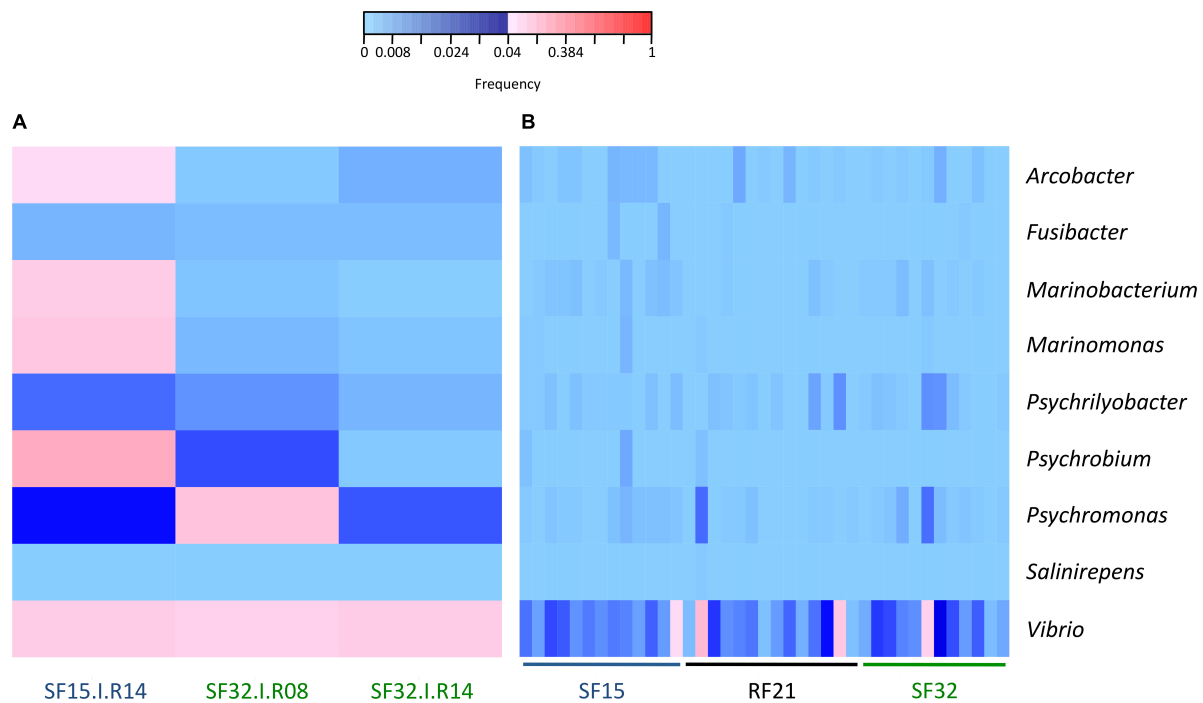 0 0.008 0.024 0.04 0.384 1
Frequency
A B
Arcobacter
Fusibacter
Marinobacterium
Marinomonas
Psychrilyobacter
Psychrobium
Psychromonas
Salinirepens
Vibrio
SF15.I.R14 SF32.I.R08 SF32.I.R14 SF15 RF21 SF32